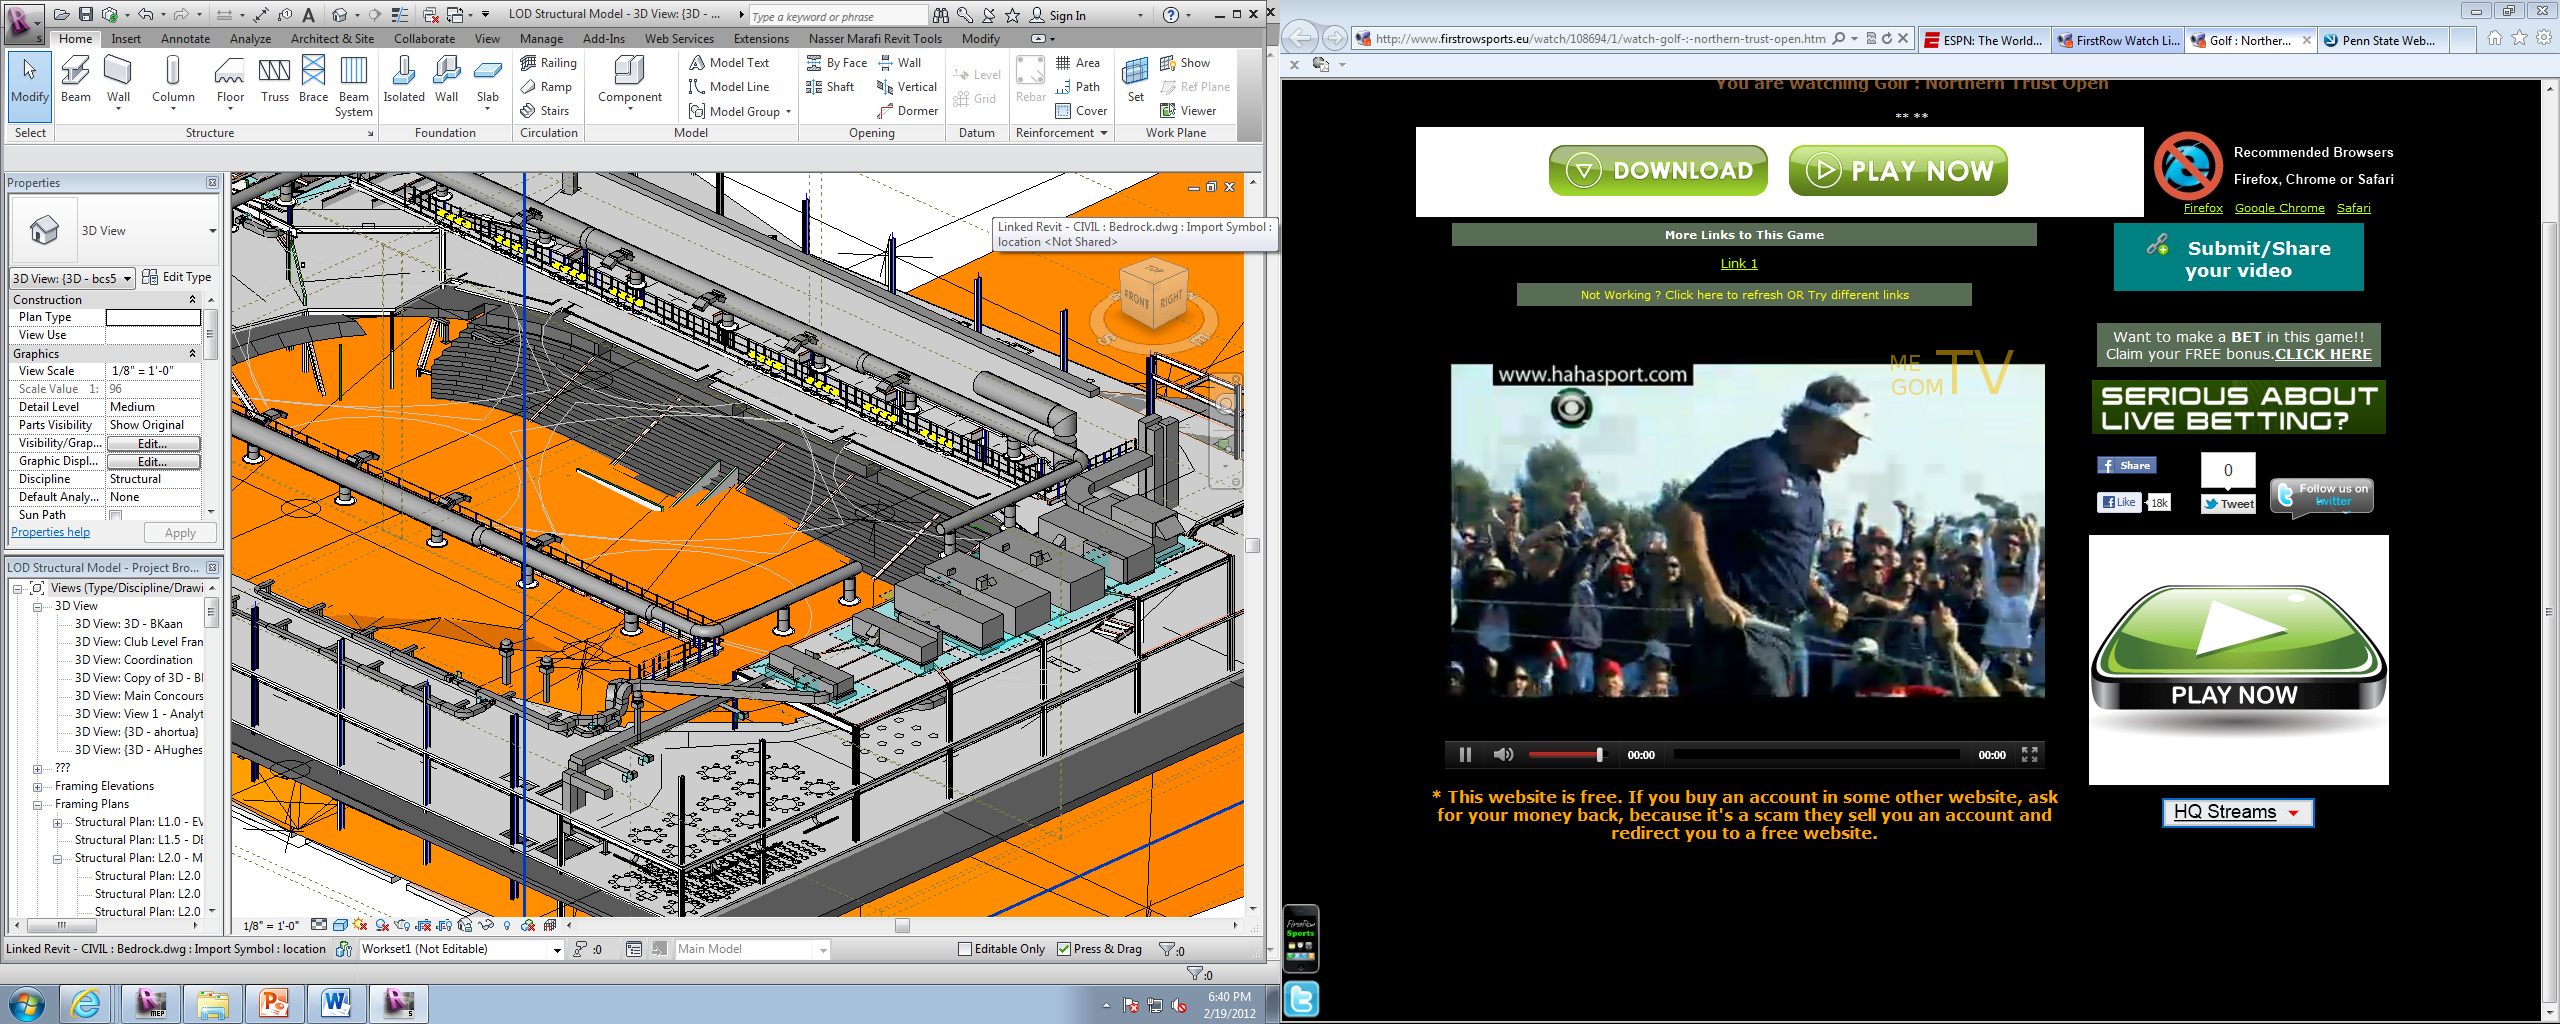 LOD Structural Model - 3D View: {3D - ...
Type a keyword or phrase
Sign In
Home Insert Annotate Analyze Architect & Site Collaborate View Manage Add-Ins Web Services Extensions Nasser Marafi Revit Tools Modify
Modify
Beam
Wall
Column
Floor
Truss
Brace
Beam System
Isolated
Wall
Slab
Railing
Ramp
Stairs
Component
Model Text
Model Line
Model Group
By Face
Shaft
Wall
Vertical
Dormer
Level
Grid
Rebar
Area
Path
Cover
Set
Show
Ref Plane
Viewer
Select Structure Foundation Circulation Model Opening Datum Reinforcement Work Plane
Properties
3D View
3D View: {3D - bcs5
Edit Type
Construction
Plan Type
View Use
Graphics
View Scale 1/8" = 1'-0"
Scale Value 1: 96
Detail Level Medium
Parts Visibility Show Original
Visibility/Grap... Edit...
Graphic Displ... Edit...
Discipline Structural
Default Analy... None
Sun Path
Properties help
Apply
LOD Structural Model - Project Bro...
Views (Type/Discipline/Drawi
3D View
3D View: 3D - BKaan
3D View: Club Level Fran
3D View: Coordination
3D View: Copy of 3D - Bl
3D View: Main Concours
3D View: View 1 - Analyt
3D View: {3D - ahortua}
3D View: {3D - AHughes
???
Framing Elevations
Framing Plans
Structural Plan: L1.0 - EV
Structural Plan: L1.5 - DE
Structural Plan: L2.0 - M
Structural Plan: L2.0
Structural Plan: L2.0
Structural Plan: L2.0
Linked Revit - CIVIL : Bedrock.dwg : Import Symbol :
location <Not Shared>
TOP
FRONT
RIGHT
1/8" = 1'-0"
Linked Revit - CIVIL : Bedrock.dwg : Import Symbol : location
Workset1 (Not Editable)
:0
Main Model
Editable Only
Press & Drag
:0
:0
6:40 PM
2/19/2012
http://www.firstrowsports.eu/watch/108694/1/watch-golf-:-northern-trust-open.htm
ESPN: The World...
FirstRow Watch Li...
Golf : Norther...
Penn State Web...
You are watching Golf : Northern Trust Open
** **
DOWNLOAD
PLAY NOW
Recommended Browsers
Firefox, Chrome or Safari
Firefox Google Chrome Safari
More Links to This Game
Link 1
Not Working ? Click here to refresh OR Try different links
Submit/Share
your video
Want to make a BET in this game!!
Claim your FREE bonus.CLICK HERE
SERIOUS ABOUT
LIVE BETTING?
www.hahasport.com
ME
GOM
TV
Share
Like
18k
0
Tweet
Follow us on
twitter
PLAY NOW
00:00
00:00
HQ Streams
* This website is free. If you buy an account in some other website, ask
for your money back, because it's a scam they sell you an account and
redirect you to a free website.
FirstRow
Sports